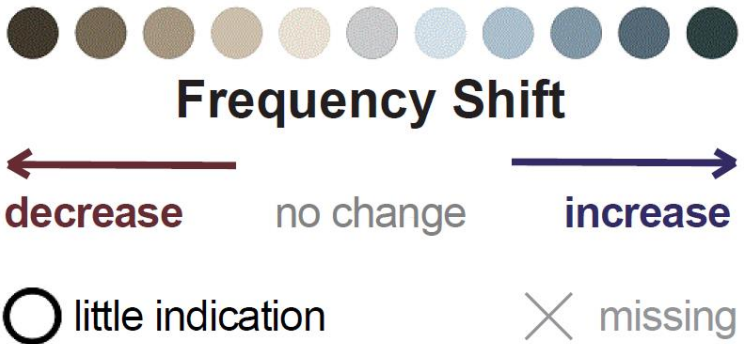 Frequency Shift
decrease no change increase
little indication missing